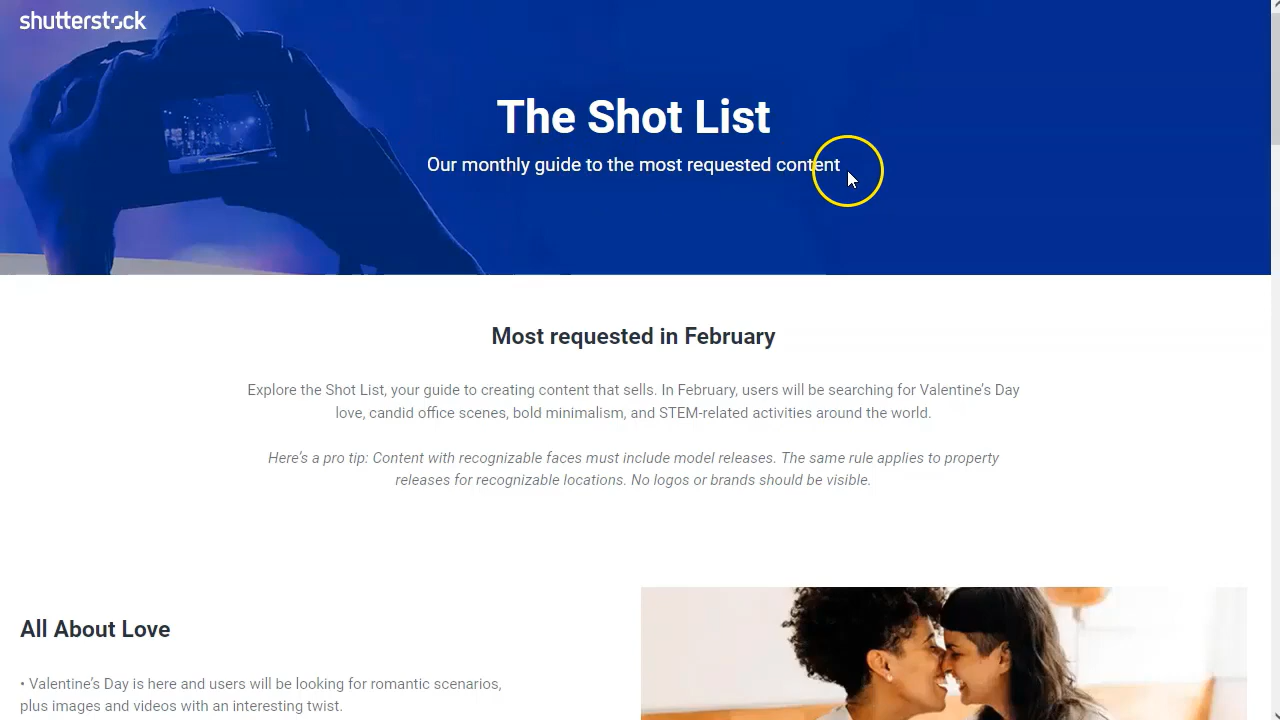 shutterstock
The Shot List
Our monthly guide to the most requested content
Most requested in February
Explore the Shot List, your guide to creating content that sells. In February, users will be searching for Valentine's Day
love, candid office scenes, bold minimalism, and STEM-related activities around the world.
Here's a pro tip: Content with recognizable faces must include model releases. The same rule applies to property
releases for recognizable locations. No logos or brands should be visible.
All About Love
• Valentine's Day is here and users will be looking for romantic scenarios,
plus images and videos with an interesting twist.